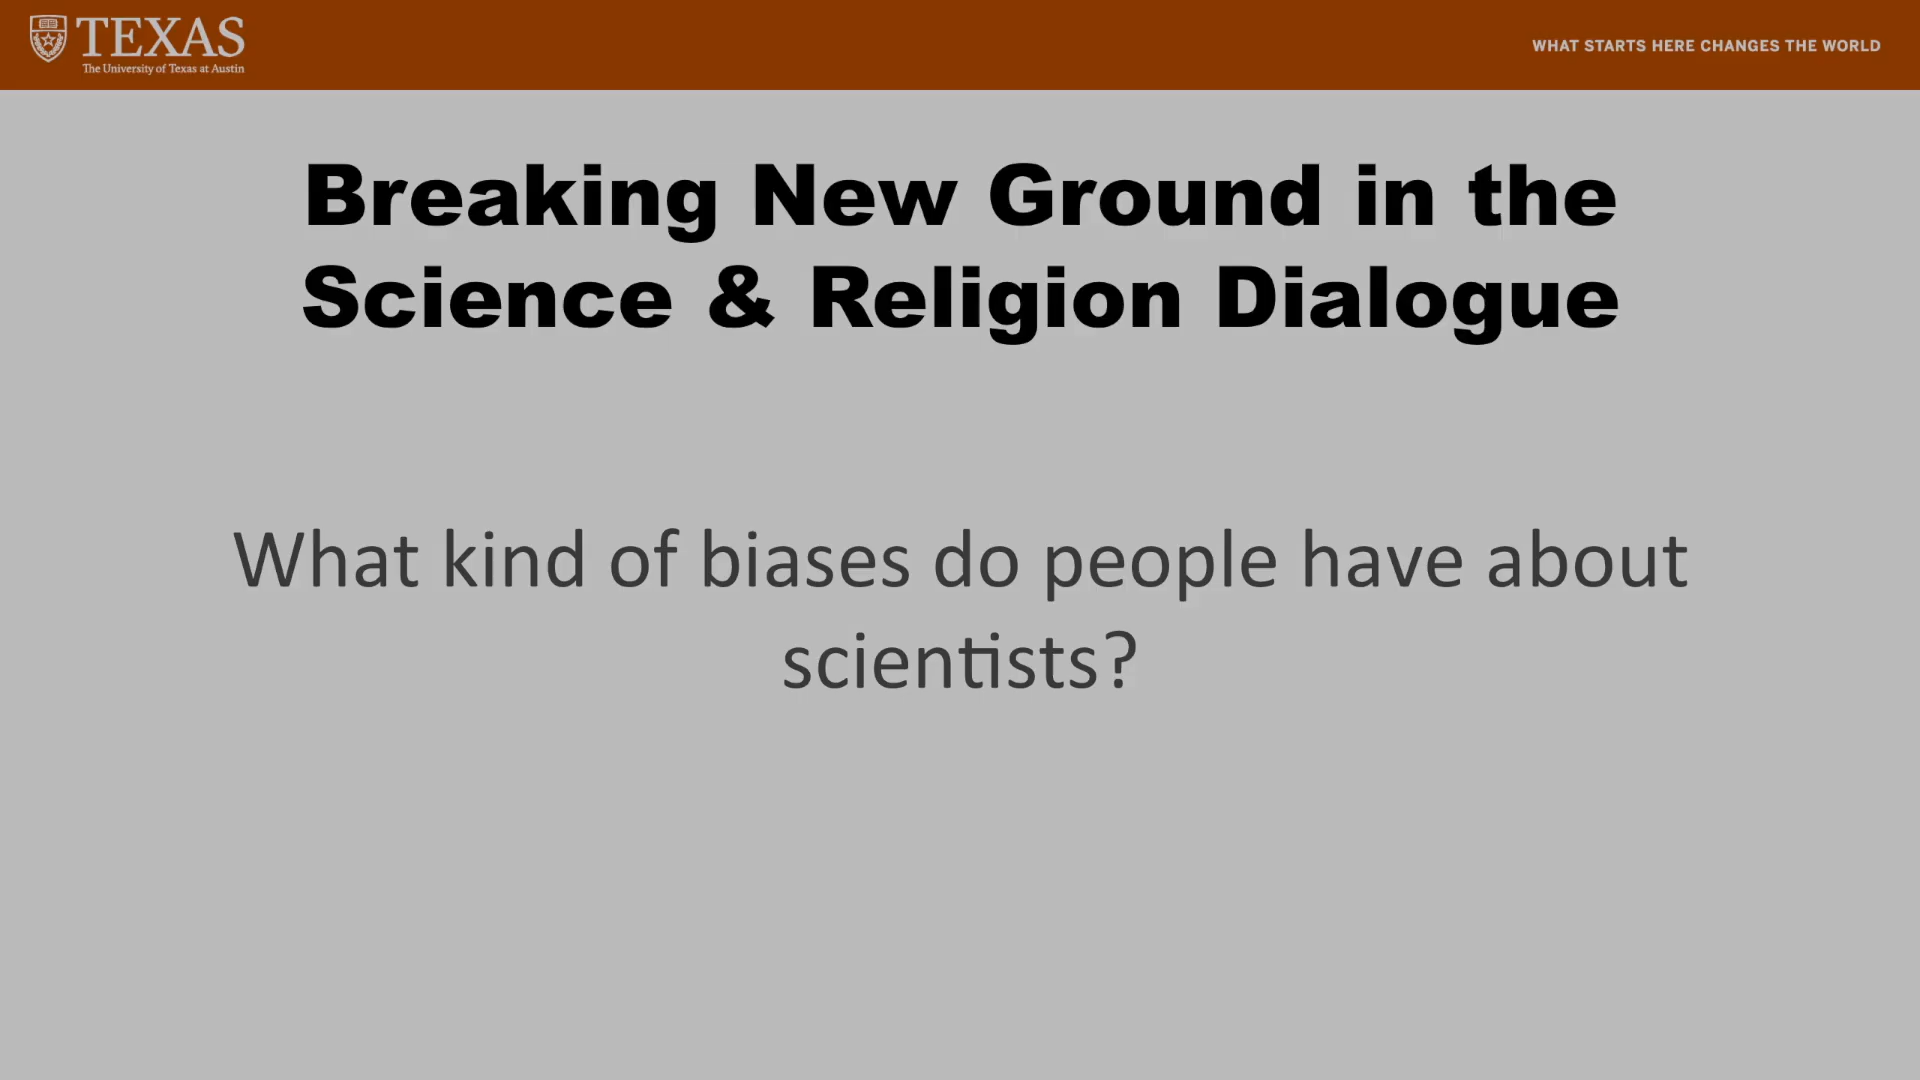 TEXAS
The University of Texas at Austin
WHAT STARTS HERE CHANGES THE WORLD
Breaking New Ground in the
Science & Religion Dialogue
What kind of biases do people have about
scientists?